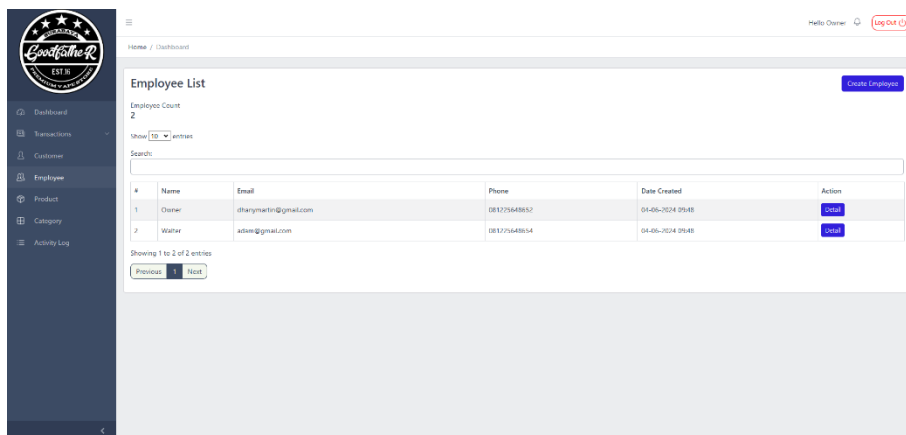 SURABAYA
GoodfatheR
EST.16
PREMIUM VAPE STORE
Dashboard
Transactions
Customer
Employee
Product
Category
Activity Log
Hello Owner
Log Out
Home / Dashboard
Employee List
Create Employee
Employee Count
2
Show 10 entries
Search:
# Name Email Phone Date Created Action
1 Owner dhanymartin@gmail.com 081225648652 04-06-2024 09:48 Detail
2 Walter adam@gmail.com 081225648654 04-06-2024 09:48 Detail
Showing 1 to 2 of 2 entries
Previous 1 Next